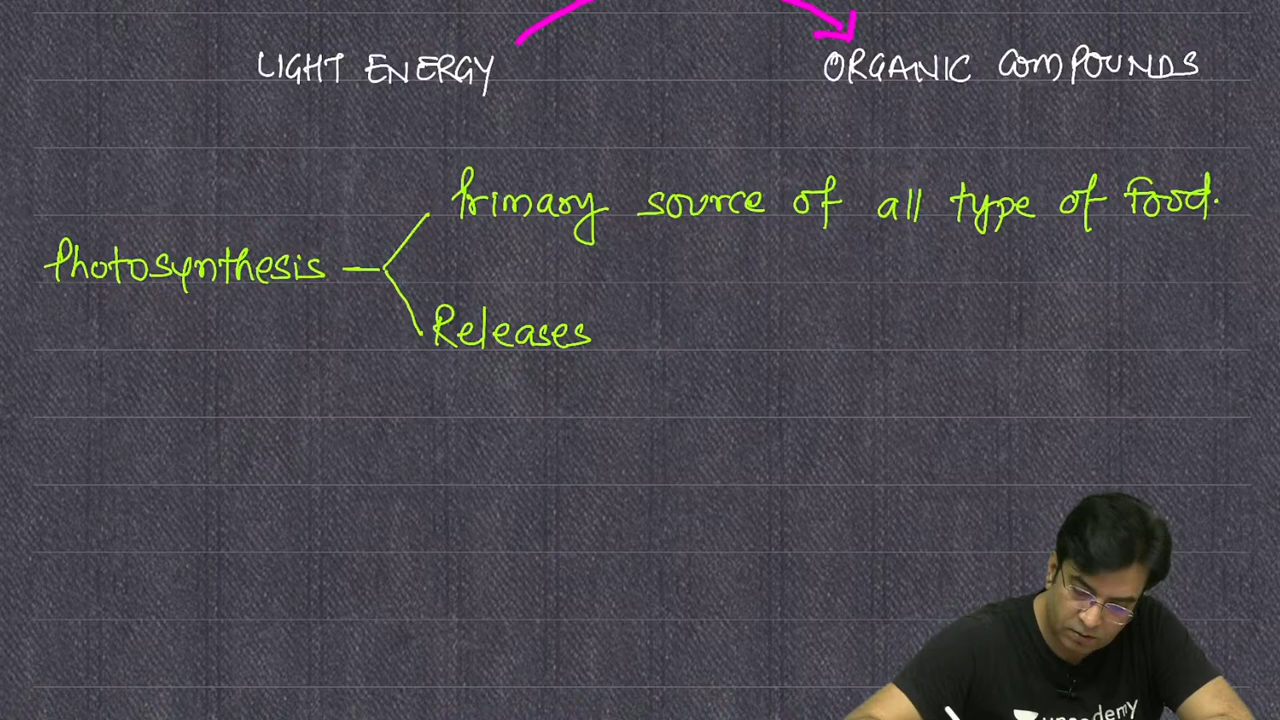 LIGHT ENERGY ORGANIC COMPOUNDS
Primary source of all type of Food.
Photosynthesis
Releases